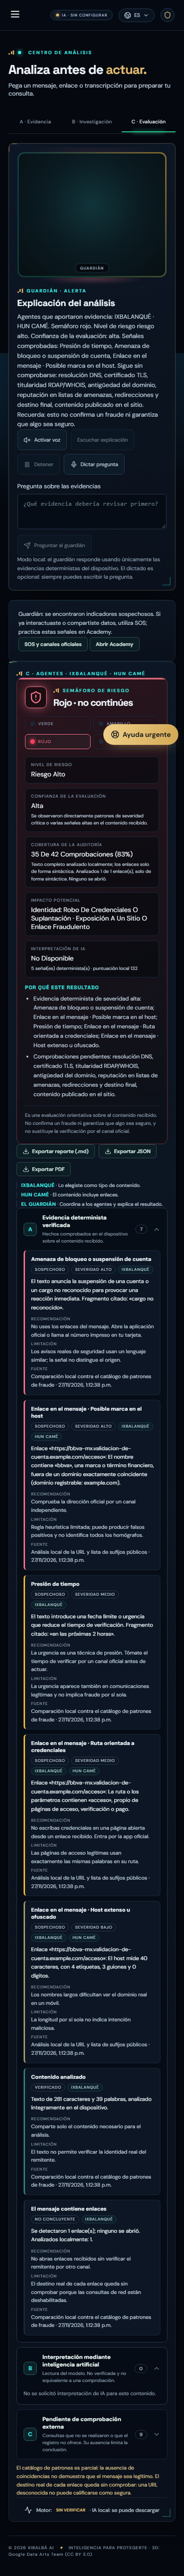 IA · SIN CONFIGURAR
ES
CENTRO DE ANÁLISIS
Analiza antes de actuar.
Pega un mensaje, enlace o transcripción para preparar tu
consulta.
A · Evidencia
B · Investigación
C · Evaluación
GUARDIÁN
GUARDIÁN · ALERTA
Explicación del análisis
Agentes que aportaron evidencia: IXBALANQUÉ ·
HUN CAMÉ. Semáforo rojo. Nivel de riesgo: riesgo
alto. Confianza de la evaluación: alta. Señales
comprobadas: Presión de tiempo, Amenaza de
bloqueo o suspensión de cuenta, Enlace en el
mensaje · Posible marca en el host. Sigue sin
verificar: resolución DNS, certificado TLS,
titularidad RDAP/WHOIS, antigüedad del dominio,
reputación en listas de amenazas, redirecciones y
destino final, contenido publicado en el sitio.
Recuerda: esto no confirma un fraude ni garantiza
que algo sea seguro.
Activar voz
Escuchar explicación
Detener
Dictar pregunta
Pregunta sobre las evidencias
¿Qué evidencia debería revisar primero?
Preguntar al guardián
Modo local: el guardián responde usando únicamente las
evidencias determinadas del dispositivo. El dictado es
opcional: siempre puedes escribir la pregunta.
Guardián: se encontraron indicadores sospechosos. Si
ya interactuaste o compartiste datos, utiliza SOS;
practica estas señales en Academy.
SOS y canales oficiales
Abrir Academy
C · AGENTES · IXBALANQUÉ · HUN CAMÉ
SEMÁFORO DE RIESGO
Rojo · no continúes
VERDE
AMARILLO
Ayuda urgente
ROJO
NIVEL DE RIESGO
Riesgo Alto
CONFIANZA DE LA EVALUACIÓN
Alta
Se observaron directamente patrones de severidad
crítica o varias señales altas en el contenido recibido.
COBERTURA DE LA AUDITORÍA
35 De 42 Comprobaciones (83%)
Texto completo analizado localmente; los enlaces solo
de forma sintáctica. Analizados 1 de 1 enlace(s), solo de
forma sintáctica. Ninguno se abrió.
IMPACTO POTENCIAL
Identidad: Robo De Credenciales O
Suplantación · Exposición A Un Sitio O
Enlace Fraudulento
INTERPRETACIÓN DE IA
No Disponible
5 señal(es) determinista(s) · puntuación local 132
POR QUÉ ESTE RESULTADO
Evidencia determinista de severidad alta:
Amenaza de bloqueo o suspensión de cuenta;
Enlace en el mensaje · Posible marca en el host;
Presión de tiempo; Enlace en el mensaje · Ruta
orientada a credenciales; Enlace en el mensaje ·
Host extenso u ofuscado.
Comprobaciones pendientes: resolución DNS,
certificado TLS, titularidad RDAP/WHOIS,
antigüedad del dominio, reputación en listas de
amenazas, redirecciones y destino final,
contenido publicado en el sitio.
Es una evaluación orientativa sobre el contenido recibido.
No confirma un fraude, no garantiza que algo sea seguro y
no sustituye la verificación por el canal oficial.
Exportar reporte (.md)
Exportar JSON
Exportar PDF
IXBALANQUÉ · Lo elegiste como tipo de contenido.
HUN CAMÉ · El contenido incluye enlaces.
EL GUARDIÁN · Coordina a los agentes y explica el resultado.
A
Evidencia determinista
verificada
Hechos comprobados en el dispositivo
sobre el contenido recibido.
7
Amenaza de bloqueo o suspensión de cuenta
SOSPECHOSO
SEVERIDAD ALTO
IXBALANQUÉ
El texto anuncia la suspensión de una cuenta o
un cargo no reconocido para provocar una
reacción inmediata. Fragmento citado: «cargo no
reconocido».
RECOMENDACIÓN
No uses los enlaces del mensaje. Abre la aplicación
oficial o llama al número impreso en tu tarjeta.
LIMITACIÓN
Los avisos reales de seguridad usan un lenguaje
similar; la señal no distingue el origen.
FUENTE
Comparación local contra el catálogo de patrones
de fraude · 27/11/2026, 1:12:38 p.m.
Enlace en el mensaje · Posible marca en el
host
SOSPECHOSO
SEVERIDAD ALTO
IXBALANQUÉ
HUN CAMÉ
Enlace «https://bbva-mx.validacion-de-
cuenta.example.com/acceso»: El nombre
contiene «bbva», una marca o término financiero,
fuera de un dominio exactamente coincidente
(dominio registrable: example.com).
RECOMENDACIÓN
Comprueba la dirección oficial por un canal
independiente.
LIMITACIÓN
Regla heurística limitada; puede producir falsos
positivos y no identifica todos los homógrafos.
FUENTE
Análisis local de la URL y lista de sufijos públicos ·
27/11/2026, 1:12:38 p.m.
Presión de tiempo
SOSPECHOSO
SEVERIDAD MEDIO
IXBALANQUÉ
El texto introduce una fecha límite o urgencia
que reduce el tiempo de verificación. Fragmento
citado: «en las próximas 2 horas».
RECOMENDACIÓN
La urgencia es una técnica de presión. Tómate el
tiempo de verificar por un canal oficial antes de
actuar.
LIMITACIÓN
La urgencia aparece también en comunicaciones
legítimas y no implica fraude por sí sola.
FUENTE
Comparación local contra el catálogo de patrones
de fraude · 27/11/2026, 1:12:38 p.m.
Enlace en el mensaje · Ruta orientada a
credenciales
SOSPECHOSO
SEVERIDAD MEDIO
IXBALANQUÉ
HUN CAMÉ
Enlace «https://bbva-mx.validacion-de-
cuenta.example.com/acceso»: La ruta o los
parámetros contienen «acceso», propio de
páginas de acceso, verificación o pago.
RECOMENDACIÓN
No escribas credenciales en una página abierta
desde un enlace recibido. Entra por la app oficial.
LIMITACIÓN
Las páginas de acceso legítimas usan
exactamente las mismas palabras en su ruta.
FUENTE
Análisis local de la URL y lista de sufijos públicos ·
27/11/2026, 1:12:38 p.m.
Enlace en el mensaje · Host extenso u
ofuscado
SOSPECHOSO
SEVERIDAD BAJO
IXBALANQUÉ
HUN CAMÉ
Enlace «https://bbva-mx.validacion-de-
cuenta.example.com/acceso»: El host mide 40
caracteres, con 4 etiquetas, 3 guiones y 0
dígitos.
RECOMENDACIÓN
Los nombres largos dificultan ver el dominio real
en un móvil.
LIMITACIÓN
La longitud por sí sola no indica intención
maliciosa.
FUENTE
Análisis local de la URL y lista de sufijos públicos ·
27/11/2026, 1:12:38 p.m.
Contenido analizado
VERIFICADO
IXBALANQUÉ
Texto de 281 caracteres y 39 palabras, analizado
íntegramente en el dispositivo.
RECOMENDACIÓN
Comparte solo el contenido necesario para el
análisis.
LIMITACIÓN
El texto no permite verificar la identidad real del
remitente.
FUENTE
Comparación local contra el catálogo de patrones
de fraude · 27/11/2026, 1:12:38 p.m.
El mensaje contiene enlaces
NO CONCLUYENTE
IXBALANQUÉ
Se detectaron 1 enlace(s); ninguno se abrió.
Analizados localmente: 1.
RECOMENDACIÓN
No abras enlaces recibidos sin verificar el
remitente por otro canal.
LIMITACIÓN
El destino real de cada enlace queda sin
comprobar porque las consultas de red están
deshabilitadas.
FUENTE
Comparación local contra el catálogo de patrones
de fraude · 27/11/2026, 1:12:38 p.m.
B
Interpretación mediante
inteligencia artificial
Lectura del modelo. No verificada y no
equivalente a una comprobación.
0
No se solicitó interpretación de IA para este contenido.
C
Pendiente de comprobación
externa
Consultas que no se realizaron o que el
registro no ofrece. Su ausencia limita la
conclusión.
9
El catálogo de patrones es parcial: la ausencia de
coincidencias no demuestra que el mensaje sea legítimo. El
destino real de cada enlace queda sin comprobar: una URL
desconocida no puede calificarse como segura.
Motor: SIN VERIFICAR · IA local: se puede descargar
© 2026 XIBALBÁ AI
INTELIGENCIA PARA PROTEGERTE · 3D:
Google Data Arts Team (CC BY 3.0)